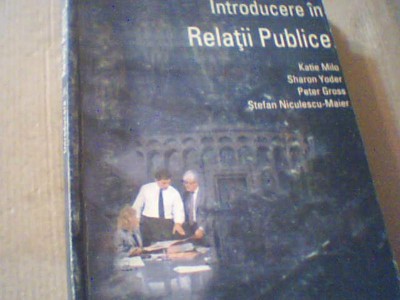 Introducere în
Relaţii Publice
Katie Milo
Sharon Yoder
Peter Gross
Ştefan Niculescu-Maier